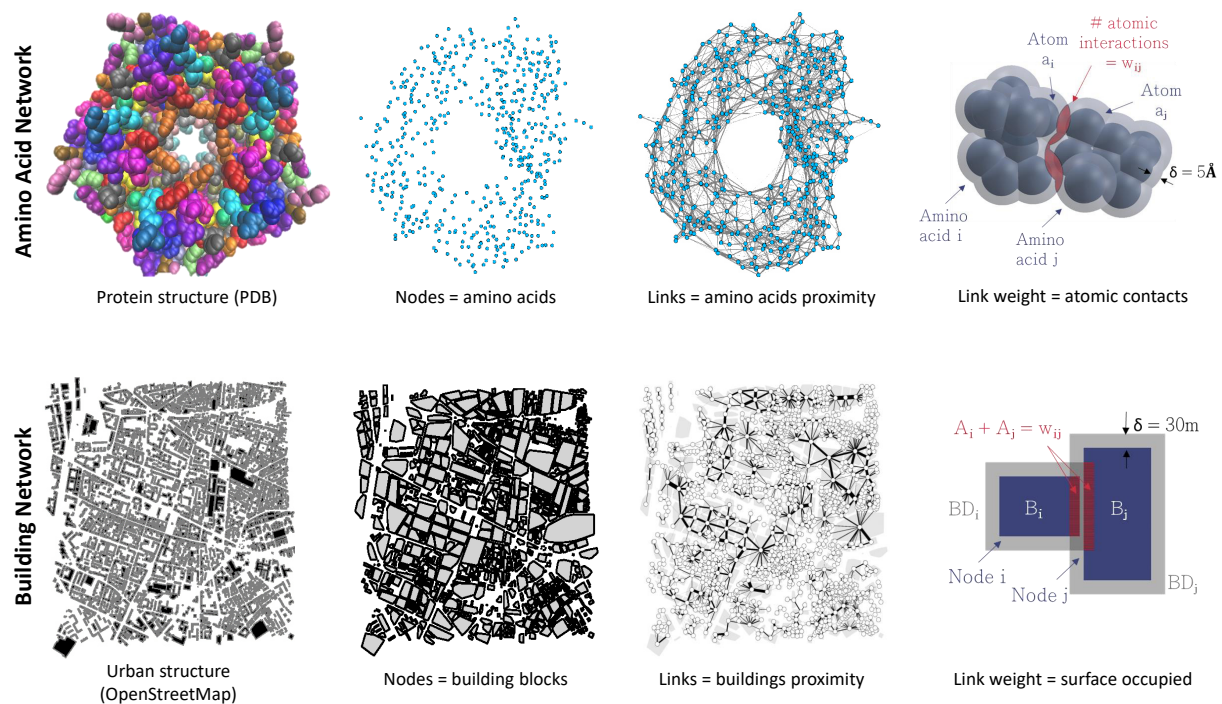 Amino Acid Network
Protein structure (PDB)
Nodes = amino acids
Links = amino acids proximity
# atomic
interactions
= wij
Atom
ai
Atom
aj
δ = 5Å
Amino
acid i
Amino
acid j
Link weight = atomic contacts
Building Network
Urban structure
(OpenStreetMap)
Nodes = building blocks
Links = buildings proximity
Ai + Aj = wij
δ = 30m
BDi
Bi
Bj
Node i
Node j
BDj
Link weight = surface occupied